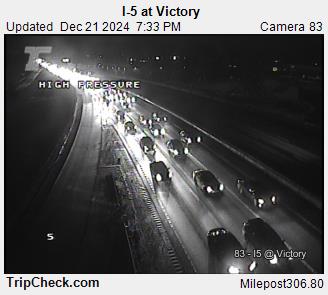 I-5 at Victory
Updated Dec 21 2024 7:33 PM Camera 83
HIGH PRESSURE
S
83 - I5 @ Victory
TripCheck.com Milepost306.80